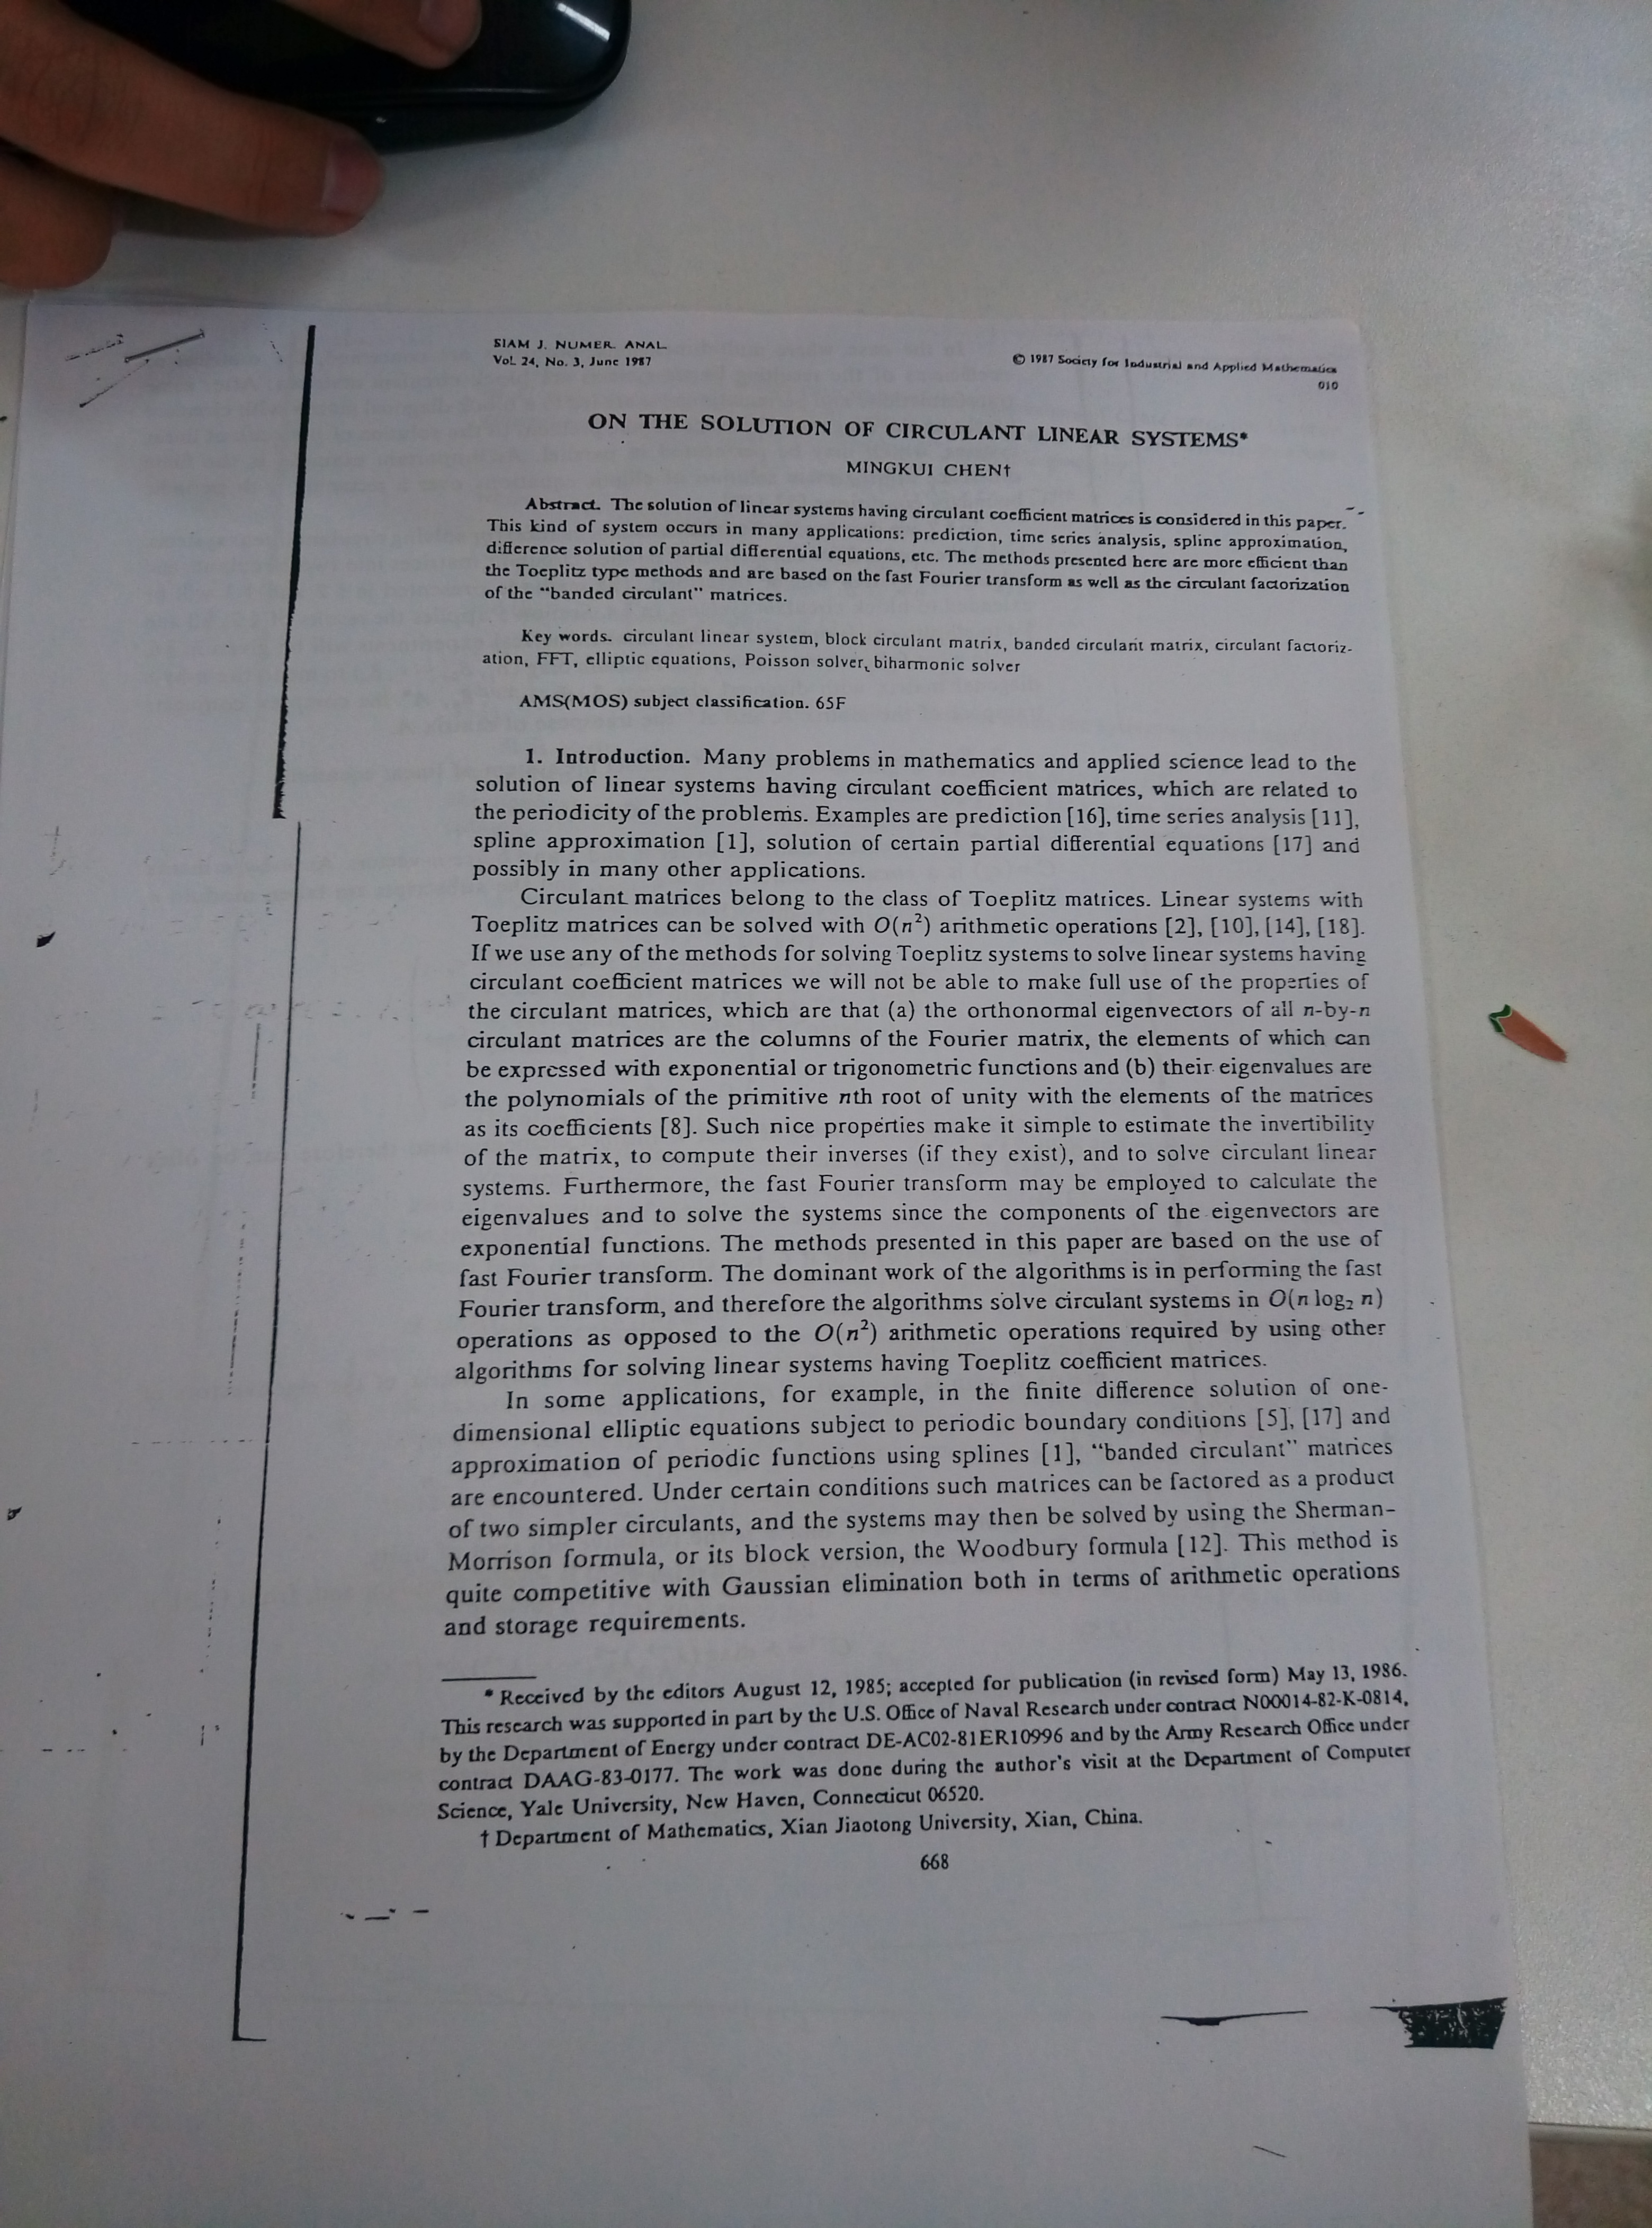 SIAM J. NUMER. ANAL.
Vol. 24, No. 3, June 1987
© 1987 Society for Industrial and Applied Mathematics
010
ON THE SOLUTION OF CIRCULANT LINEAR SYSTEMS*
MINGKUI CHEN†
Abstract. The solution of linear systems having circulant coefficient matrices is considered in this paper.
This kind of system occurs in many applications: prediction, time series analysis, spline approximation,
difference solution of partial differential equations, etc. The methods presented here are more efficient than
the Toeplitz type methods and are based on the fast Fourier transform as well as the circulant factorization
of the "banded circulant" matrices.
Key words. circulant linear system, block circulant matrix, banded circulant matrix, circulant factoriz-
ation, FFT, elliptic equations, Poisson solver, biharmonic solver
AMS(MOS) subject classification. 65F
1. Introduction. Many problems in mathematics and applied science lead to the
solution of linear systems having circulant coefficient matrices, which are related to
the periodicity of the problems. Examples are prediction [16], time series analysis [11],
spline approximation [1], solution of certain partial differential equations [17] and
possibly in many other applications.
Circulant matrices belong to the class of Toeplitz matrices. Linear systems with
Toeplitz matrices can be solved with O(n²) arithmetic operations [2], [10], [14], [18].
If we use any of the methods for solving Toeplitz systems to solve linear systems having
circulant coefficient matrices we will not be able to make full use of the properties of
the circulant matrices, which are that (a) the orthonormal eigenvectors of all n-by-n
circulant matrices are the columns of the Fourier matrix, the elements of which can
be expressed with exponential or trigonometric functions and (b) their eigenvalues are
the polynomials of the primitive nth root of unity with the elements of the matrices
as its coefficients [8]. Such nice properties make it simple to estimate the invertibility
of the matrix, to compute their inverses (if they exist), and to solve circulant linear
systems. Furthermore, the fast Fourier transform may be employed to calculate the
eigenvalues and to solve the systems since the components of the eigenvectors are
exponential functions. The methods presented in this paper are based on the use of
fast Fourier transform. The dominant work of the algorithms is in performing the fast
Fourier transform, and therefore the algorithms solve circulant systems in O(n log₂ n)
operations as opposed to the O(n²) arithmetic operations required by using other
algorithms for solving linear systems having Toeplitz coefficient matrices.
In some applications, for example, in the finite difference solution of one-
dimensional elliptic equations subject to periodic boundary conditions [5], [17] and
approximation of periodic functions using splines [1], "banded circulant" matrices
are encountered. Under certain conditions such matrices can be factored as a product
of two simpler circulants, and the systems may then be solved by using the Sherman-
Morrison formula, or its block version, the Woodbury formula [12]. This method is
quite competitive with Gaussian elimination both in terms of arithmetic operations
and storage requirements.
* Received by the editors August 12, 1985; accepted for publication (in revised form) May 13, 1986.
This research was supported in part by the U.S. Office of Naval Research under contract N00014-82-K-0814,
by the Department of Energy under contract DE-AC02-81ER10996 and by the Army Research Office under
contract DAAG-83-0177. The work was done during the author's visit at the Department of Computer
Science, Yale University, New Haven, Connecticut 06520.
† Department of Mathematics, Xian Jiaotong University, Xian, China.
668